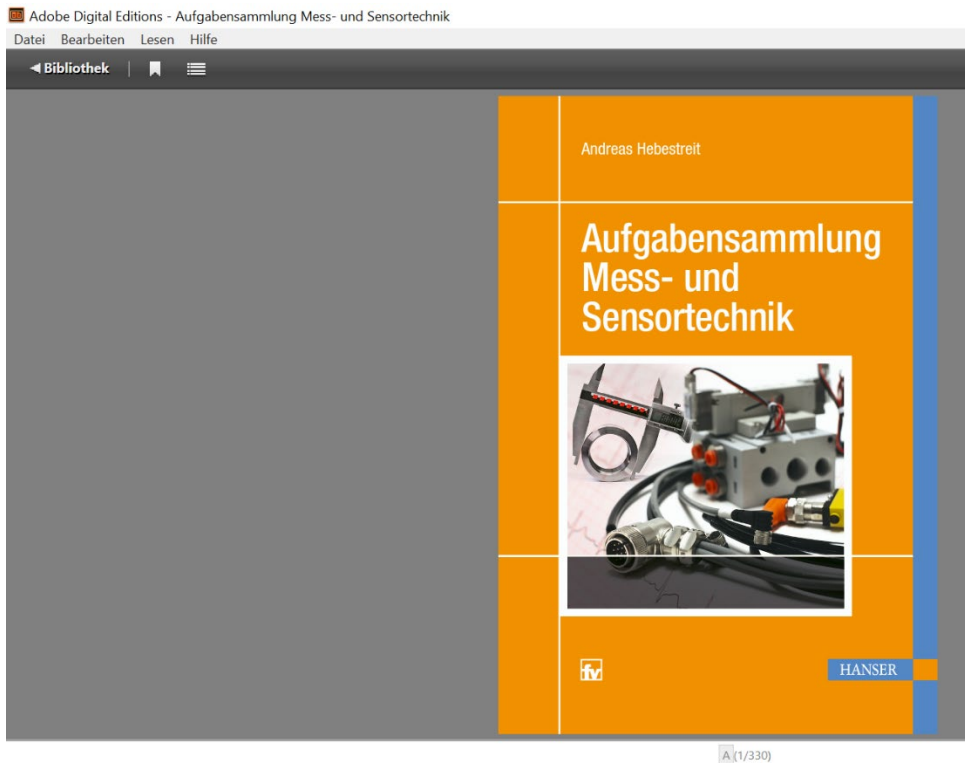 Adobe Digital Editions - Aufgabensammlung Mess- und Sensortechnik
Datei Bearbeiten Lesen Hilfe
◄ Bibliothek
Andreas Hebestreit
Aufgabensammlung
Mess- und
Sensortechnik
fv
HANSER
A (1/330)